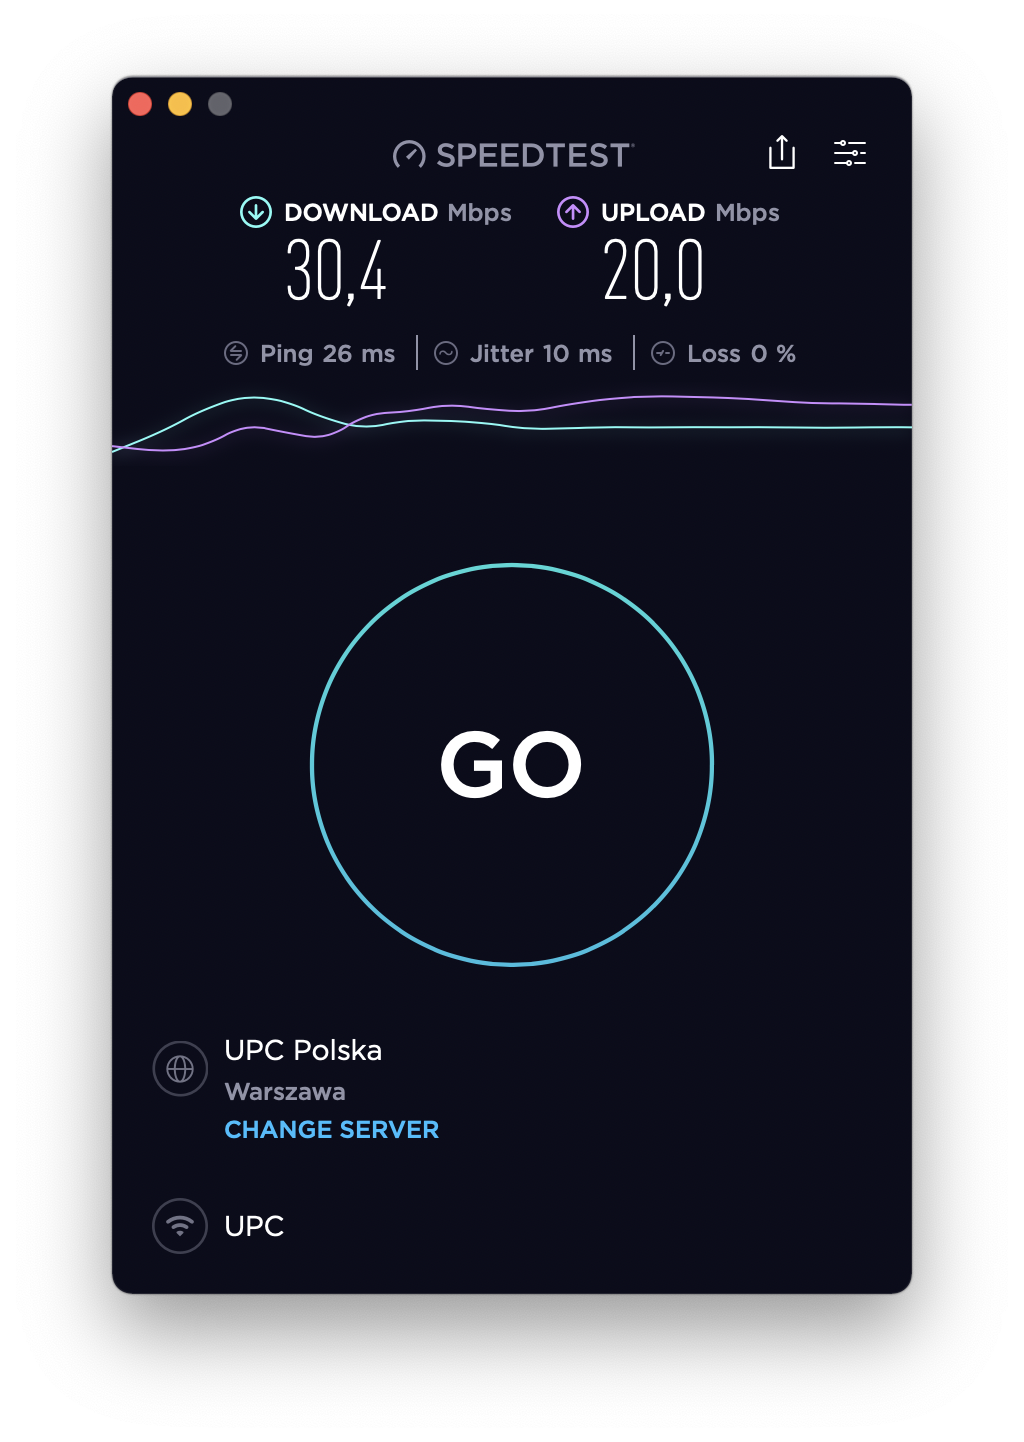 SPEEDTEST
DOWNLOAD Mbps UPLOAD Mbps
30,4 20,0
Ping 26 ms Jitter 10 ms Loss 0 %
GO
UPC Polska
Warszawa
CHANGE SERVER
UPC